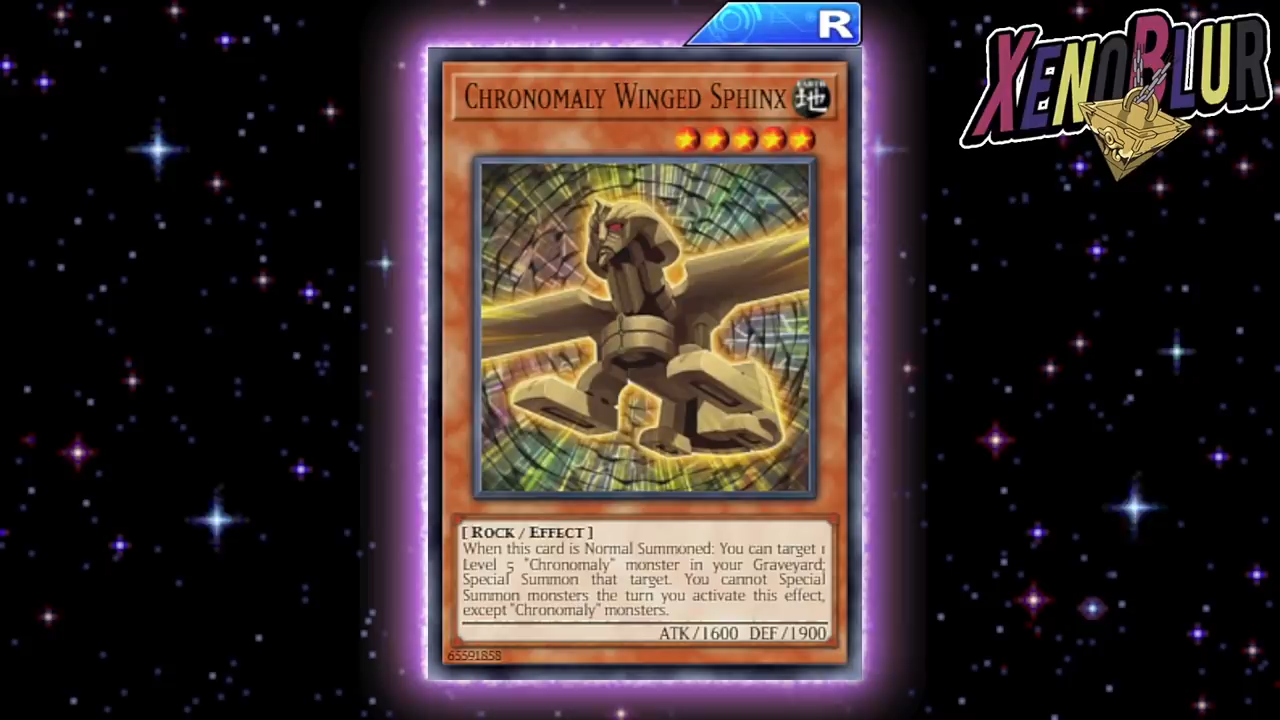 R
XENOBLUR
CHRONOMALY WINGED SPHINX
EARTH
地
[ ROCK / EFFECT ]
When this card is Normal Summoned: You can target 1
Level 5 "Chronomaly" monster in your Graveyard;
Special Summon that target. You cannot Special
Summon monsters the turn you activate this effect,
except "Chronomaly" monsters.
ATK/1600 DEF/1900
65591858